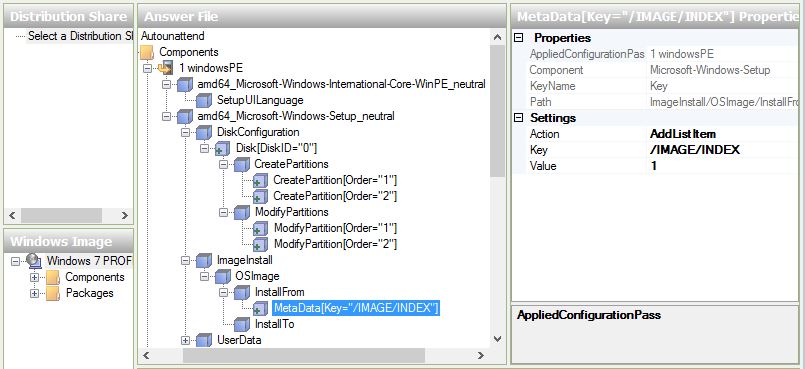 Distribution Share
Select a Distribution Sh
Windows Image
Windows 7 PROF
Components
Packages
Answer File
Autounattend
Components
1 windowsPE
amd64_Microsoft-Windows-International-Core-WinPE_neutral
SetupUILanguage
amd64_Microsoft-Windows-Setup_neutral
DiskConfiguration
Disk[DiskID="0"]
CreatePartitions
CreatePartition[Order="1"]
CreatePartition[Order="2"]
ModifyPartitions
ModifyPartition[Order="1"]
ModifyPartition[Order="2"]
ImageInstall
OSImage
InstallFrom
MetaData[Key="/IMAGE/INDEX"]
InstallTo
UserData
MetaData[Key="/IMAGE/INDEX"] Properties
Properties
AppliedConfigurationPass 1 windowsPE
Component Microsoft-Windows-Setup
KeyName Key
Path ImageInstall/OSImage/InstallFro
Settings
Action AddListItem
Key /IMAGE/INDEX
Value 1
AppliedConfigurationPass